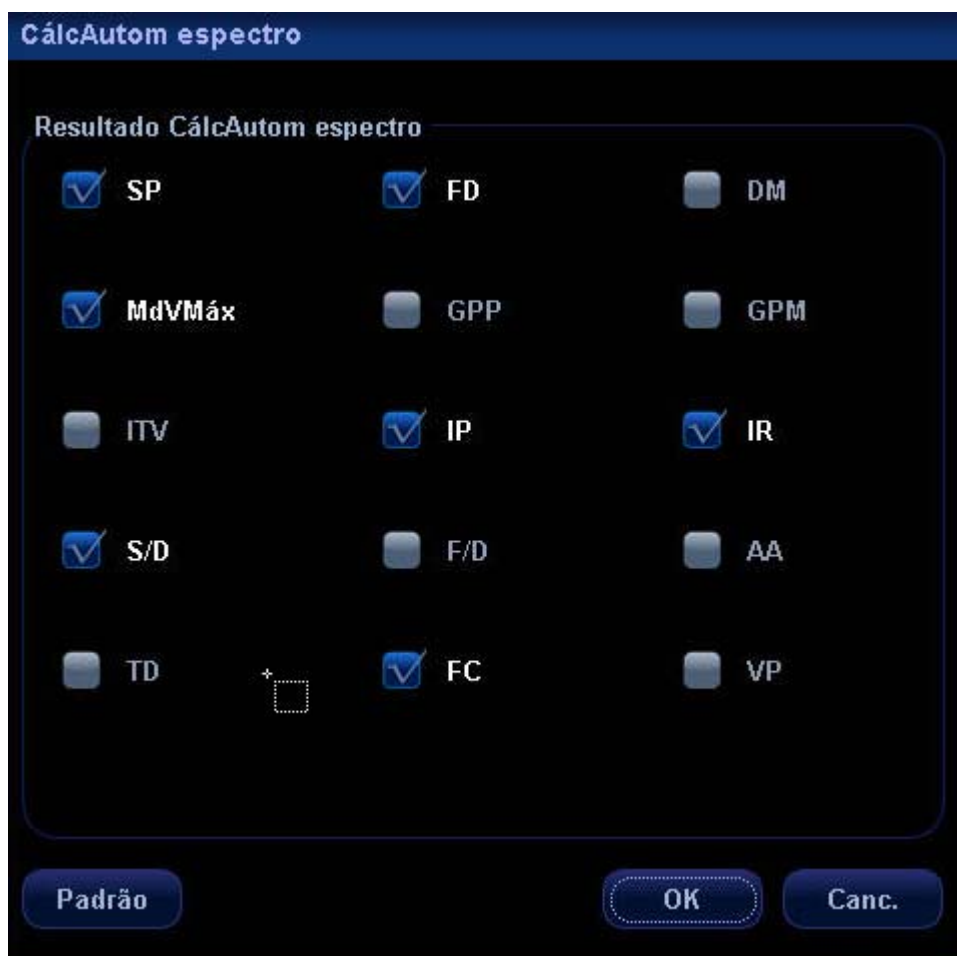 CálcAutom espectro
Resultado CálcAutom espectro
SP FD DM
MdVMáx GPP GPM
ITV IP IR
S/D F/D AA
TD FC VP
Padrão OK Canc.